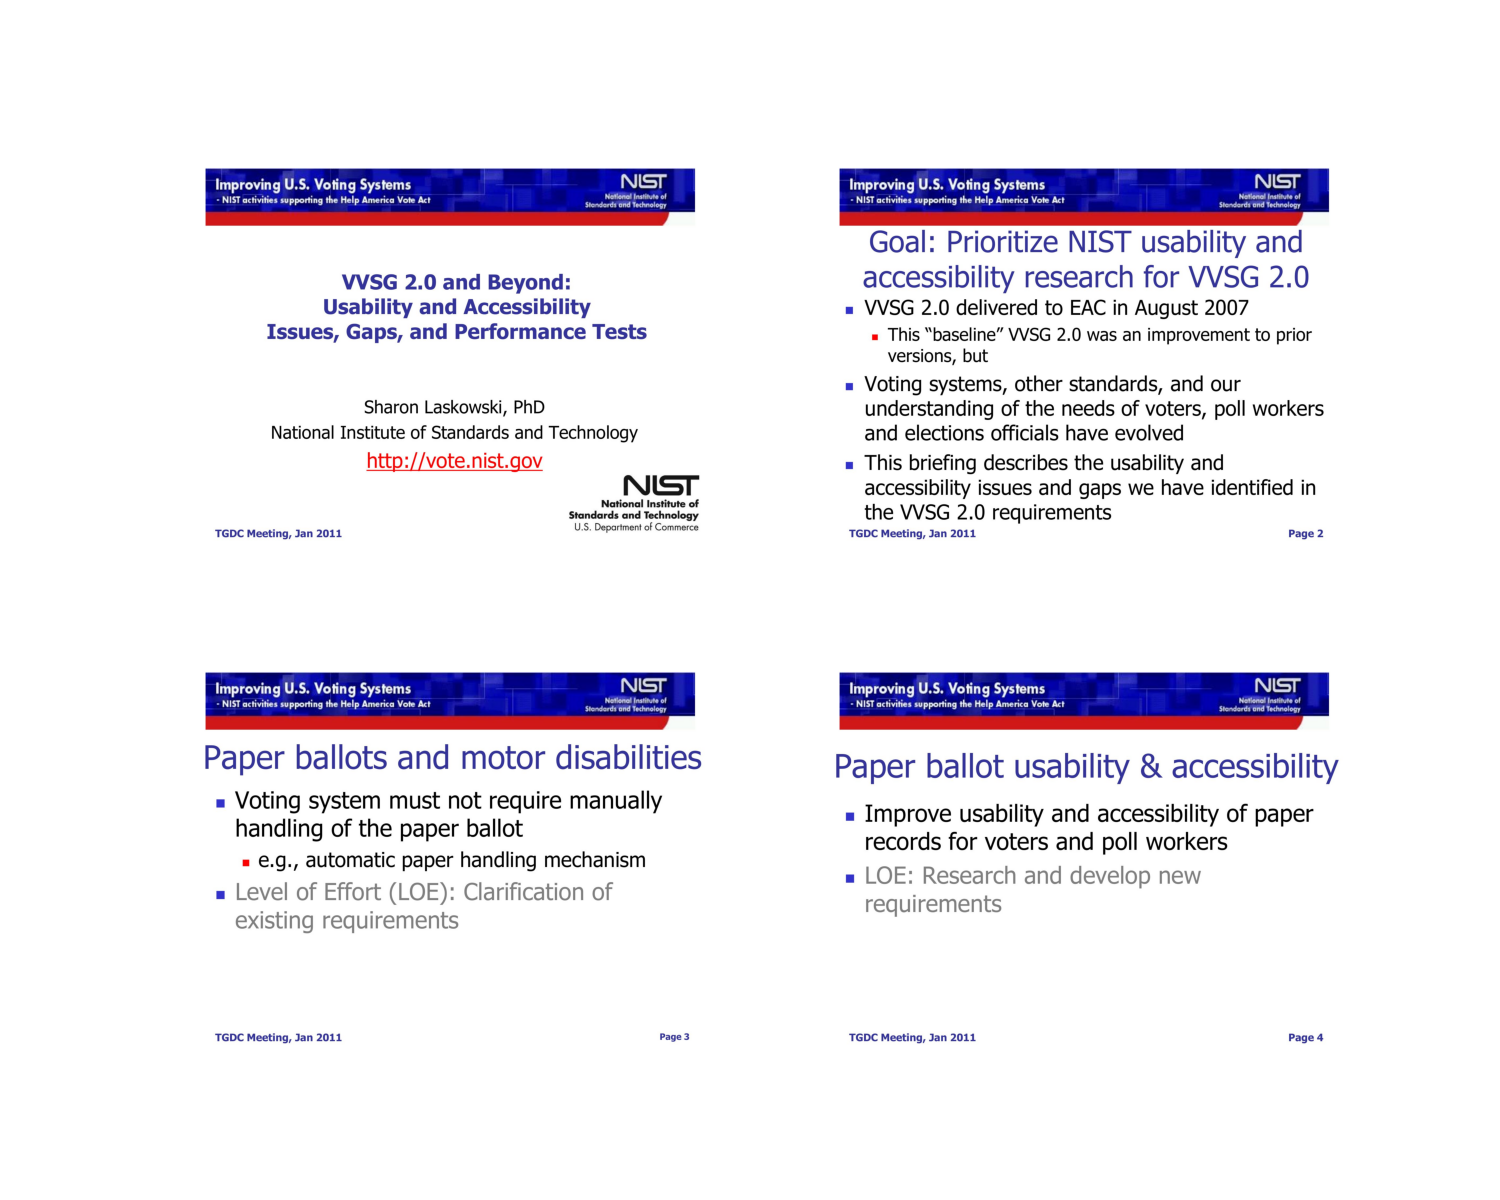 Improving U.S. Voting Systems
- NIST activities supporting the Help America Vote Act
NIST
National Institute of
Standards and Technology
VVSG 2.0 and Beyond:
Usability and Accessibility
Issues, Gaps, and Performance Tests
Sharon Laskowski, PhD
National Institute of Standards and Technology
http://vote.nist.gov
NIST
National Institute of
Standards and Technology
U.S. Department of Commerce
TGDC Meeting, Jan 2011
Improving U.S. Voting Systems
- NIST activities supporting the Help America Vote Act
NIST
National Institute of
Standards and Technology
Goal: Prioritize NIST usability and
accessibility research for VVSG 2.0
VVSG 2.0 delivered to EAC in August 2007
This “baseline” VVSG 2.0 was an improvement to prior
versions, but
Voting systems, other standards, and our
understanding of the needs of voters, poll workers
and elections officials have evolved
This briefing describes the usability and
accessibility issues and gaps we have identified in
the VVSG 2.0 requirements
TGDC Meeting, Jan 2011
Page 2
Improving U.S. Voting Systems
- NIST activities supporting the Help America Vote Act
NIST
National Institute of
Standards and Technology
Paper ballots and motor disabilities
Voting system must not require manually
handling of the paper ballot
e.g., automatic paper handling mechanism
Level of Effort (LOE): Clarification of
existing requirements
TGDC Meeting, Jan 2011
Page 3
Improving U.S. Voting Systems
- NIST activities supporting the Help America Vote Act
NIST
National Institute of
Standards and Technology
Paper ballot usability & accessibility
Improve usability and accessibility of paper
records for voters and poll workers
LOE: Research and develop new
requirements
TGDC Meeting, Jan 2011
Page 4